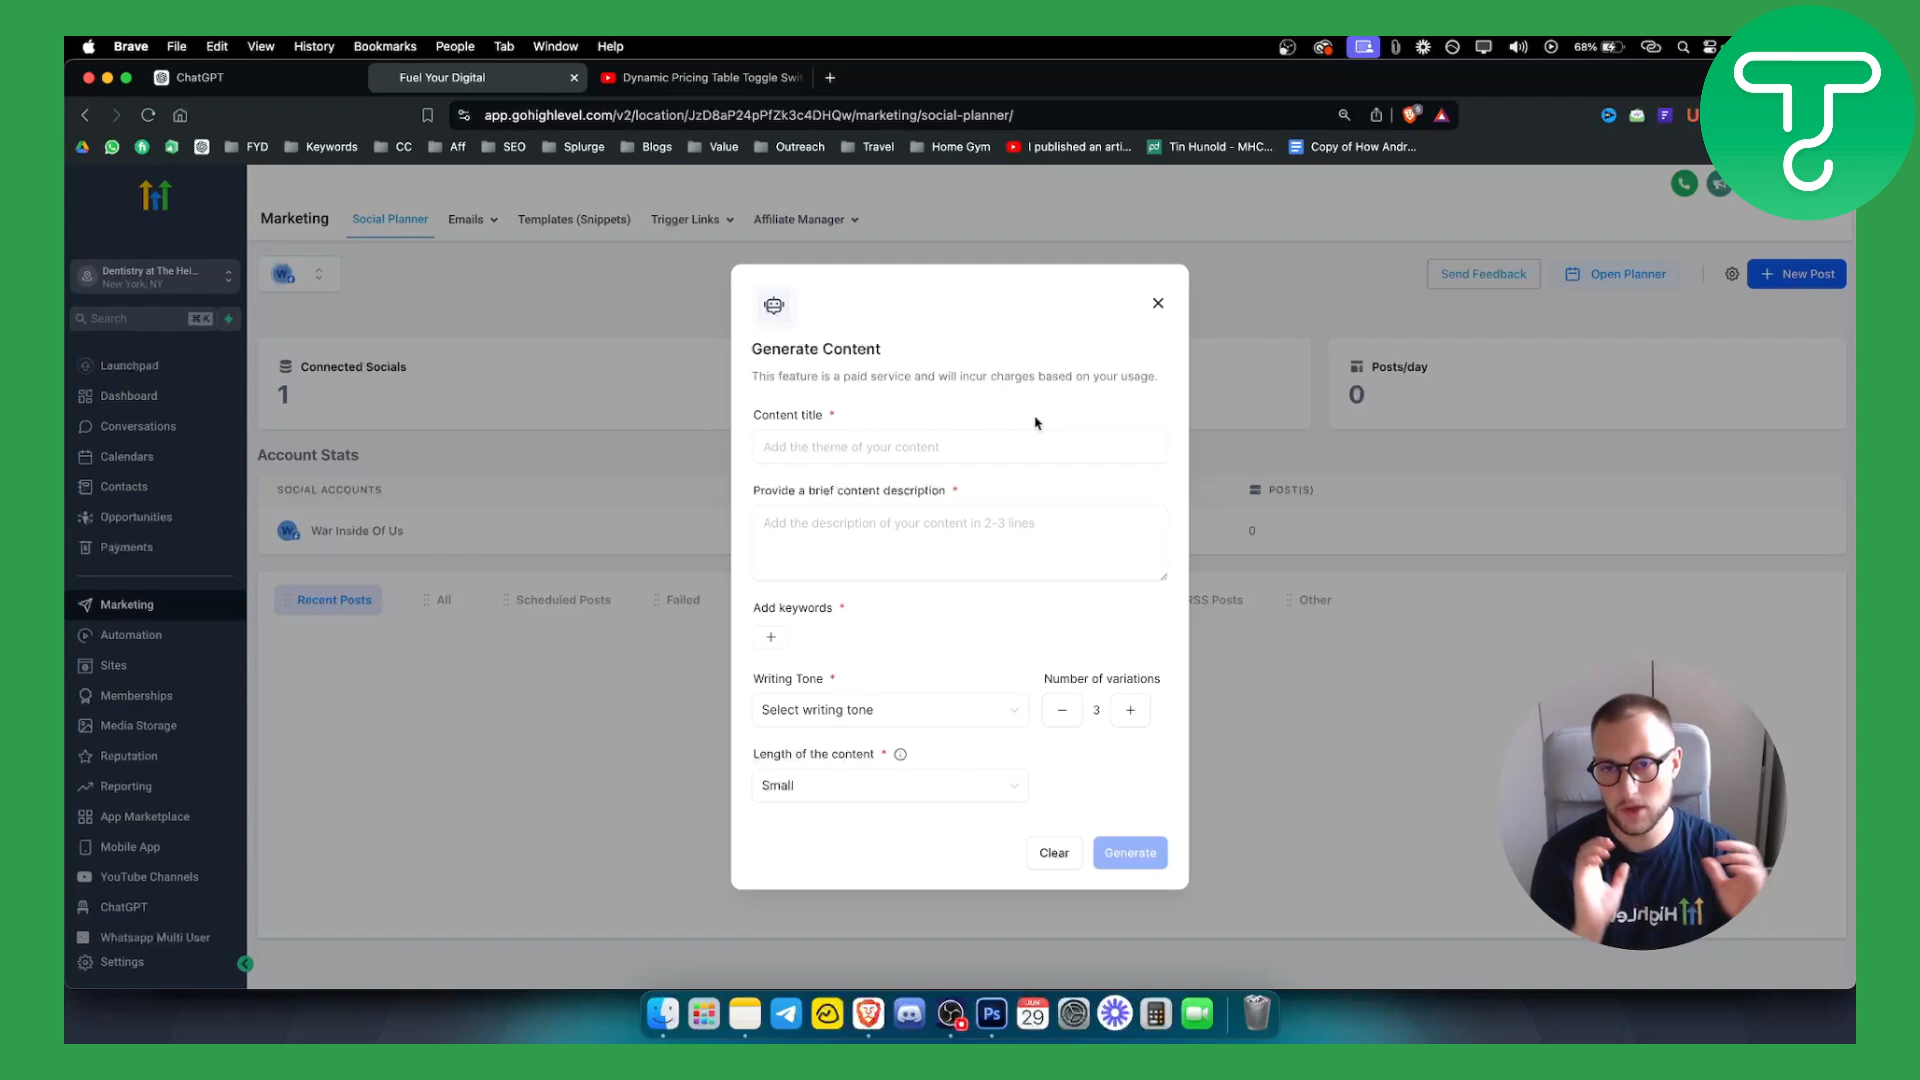 Brave File Edit View History Bookmarks People Tab Window Help
68%
ChatGPT
Fuel Your Digital
Dynamic Pricing Table Toggle Swit
app.gohighlevel.com/v2/location/JzD8aP24pPfZk3c4DHQw/marketing/social-planner/
FYD Keywords CC Aff SEO Splurge Blogs Value Outreach Travel Home Gym I published an arti... Tin Hunold - MHC... Copy of How Andr...
Marketing Social Planner Emails Templates (Snippets) Trigger Links Affiliate Manager
Dentistry at The Hei...
New York, NY
Send Feedback Open Planner + New Post
Search ⌘ K
Launchpad
Dashboard
Conversations
Calendars
Contacts
Opportunities
Payments
Marketing
Automation
Sites
Memberships
Media Storage
Reputation
Reporting
App Marketplace
Mobile App
YouTube Channels
ChatGPT
Whatsapp Multi User
Settings
Connected Socials
1
Posts/day
0
Account Stats
SOCIAL ACCOUNTS
POST(S)
War Inside Of Us
0
Recent Posts All Scheduled Posts Failed RSS Posts Other
Generate Content
This feature is a paid service and will incur charges based on your usage.
Content title *
Add the theme of your content
Provide a brief content description *
Add the description of your content in 2-3 lines
Add keywords *
+
Writing Tone *
Number of variations
Select writing tone
− 3 +
Length of the content *
Small
Clear Generate
HighLevel
Ps
JUN
29